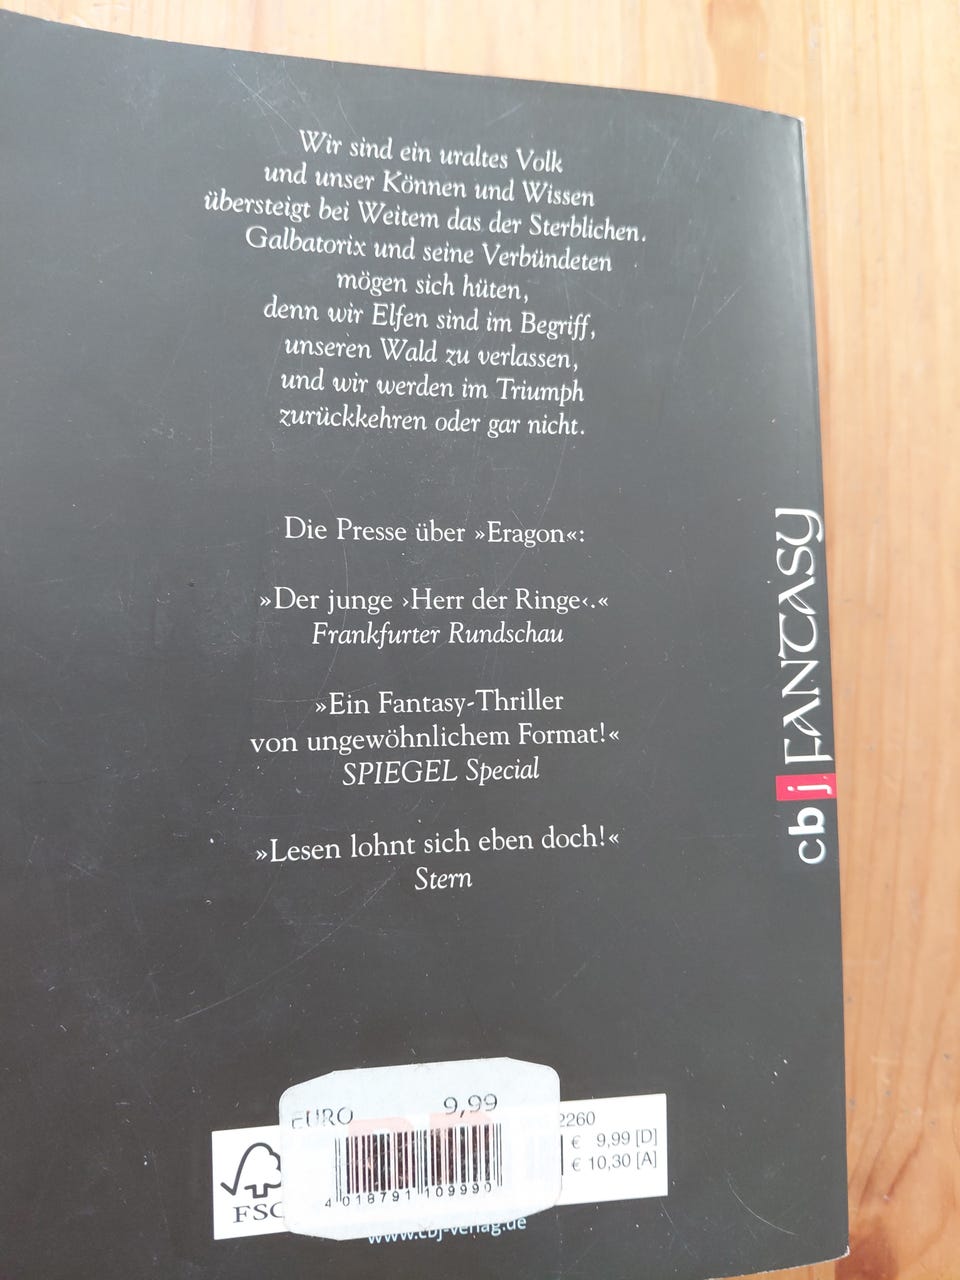 Wir sind ein uraltes Volk
und unser Können und Wissen
übersteigt bei Weitem das der Sterblichen.
Galbatorix und seine Verbündeten
mögen sich hüten,
denn wir Elfen sind im Begriff,
unseren Wald zu verlassen,
und wir werden im Triumph
zurückkehren oder gar nicht.
Die Presse über »Eragon«:
»Der junge ›Herr der Ringe‹.«
Frankfurter Rundschau
»Ein Fantasy-Thriller
von ungewöhnlichem Format!«
SPIEGEL Special
»Lesen lohnt sich eben doch!«
Stern
cbj FANTASY
EURO 9,99
4 018791 109990
2260
€ 9,99 [D]
€ 10,30 [A]
FSC
www.cbj-verlag.de